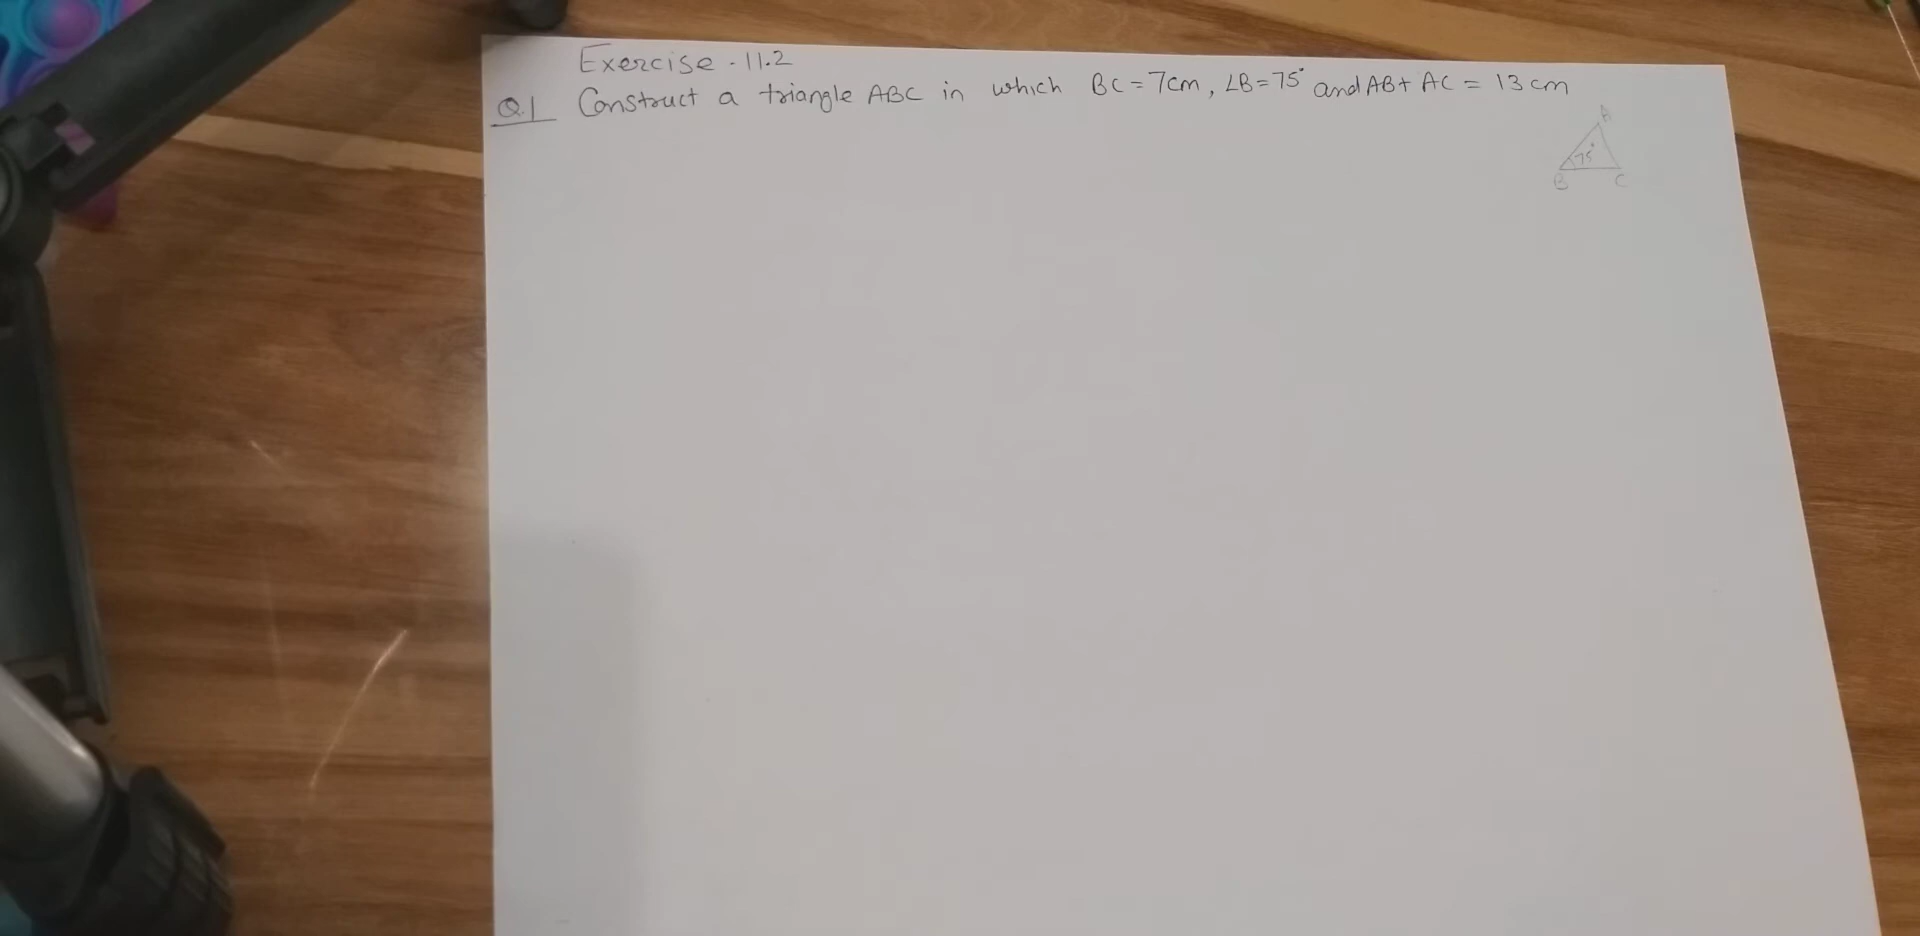 Exercise - 11.2
Q.1 Construct a triangle ABC in which BC = 7cm, ∠B = 75° and AB + AC = 13 cm
A
75°
B C